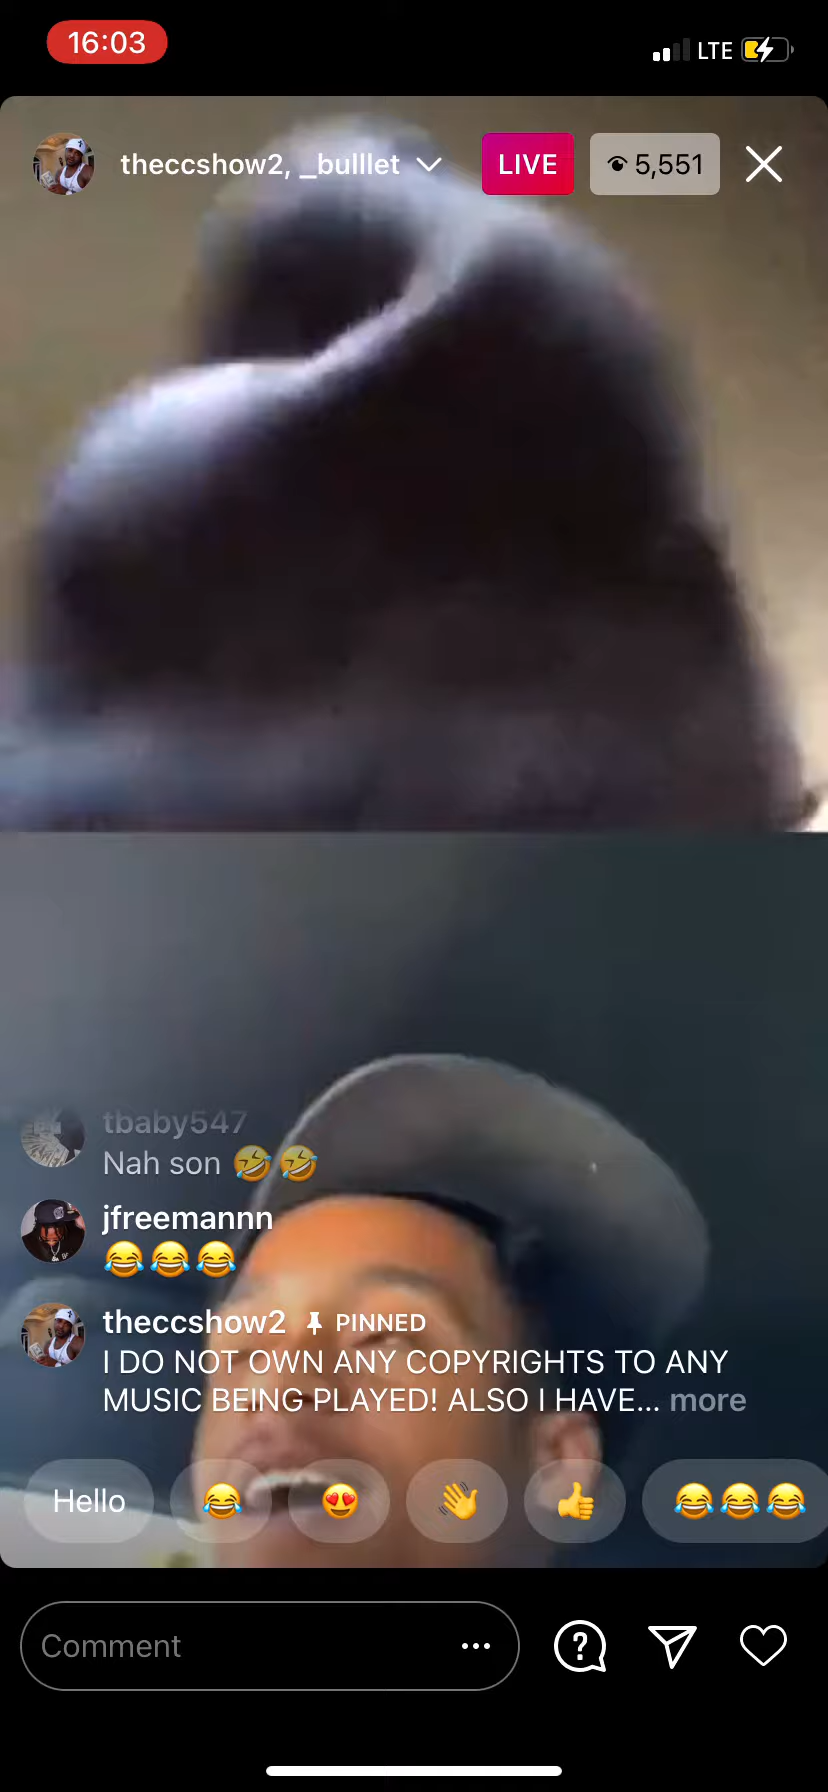 16:03
LTE
theccshow2, _bulllet
LIVE
5,551
tbaby547
Nah son 🤣🤣
jfreemannn
😂😂😂
theccshow2 PINNED
I DO NOT OWN ANY COPYRIGHTS TO ANY
MUSIC BEING PLAYED! ALSO I HAVE... more
Hello 😂 😍 👋 👍 😂😂😂
Comment